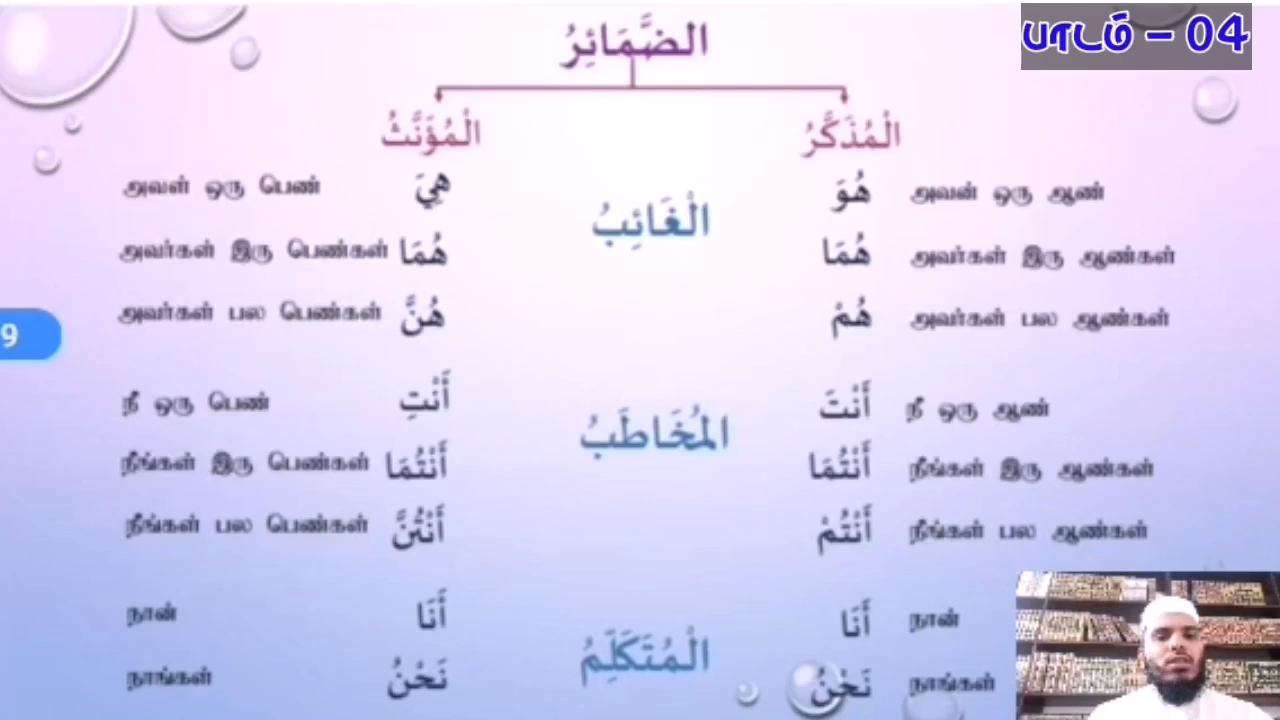 பாடம் – 04
الضَّمَائِرُ
الْمُذَكَّرُ
الْمُؤَنَّثُ
الْغَائِبُ
هُوَ அவன் ஒரு ஆண்
هُمَا அவர்கள் இரு ஆண்கள்
هُمْ அவர்கள் பல ஆண்கள்
அவள் ஒரு பெண் هِيَ
அவர்கள் இரு பெண்கள் هُمَا
அவர்கள் பல பெண்கள் هُنَّ
9
المُخَاطَبُ
أَنْتَ நீ ஒரு ஆண்
أَنْتُمَا நீங்கள் இரு ஆண்கள்
أَنْتُمْ நீங்கள் பல ஆண்கள்
நீ ஒரு பெண் أَنْتِ
நீங்கள் இரு பெண்கள் أَنْتُمَا
நீங்கள் பல பெண்கள் أَنْتُنَّ
الْمُتَكَلِّمُ
أَنَا நான்
نَحْنُ நாங்கள்
நான் أَنَا
நாங்கள் نَحْنُ